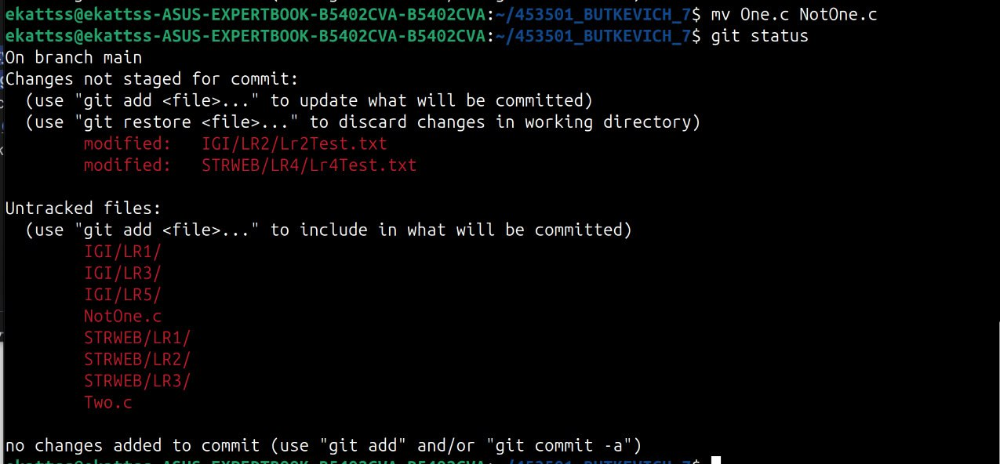 ekattss@ekattss-ASUS-EXPERTBOOK-B5402CVA-B5402CVA:~/453501_BUTKEVICH_7$ mv One.c NotOne.c
ekattss@ekattss-ASUS-EXPERTBOOK-B5402CVA-B5402CVA:~/453501_BUTKEVICH_7$ git status
On branch main
Changes not staged for commit:
  (use "git add <file>..." to update what will be committed)
  (use "git restore <file>..." to discard changes in working directory)
        modified:   IGI/LR2/Lr2Test.txt
        modified:   STRWEB/LR4/Lr4Test.txt

Untracked files:
  (use "git add <file>..." to include in what will be committed)
        IGI/LR1/
        IGI/LR3/
        IGI/LR5/
        NotOne.c
        STRWEB/LR1/
        STRWEB/LR2/
        STRWEB/LR3/
        Two.c

no changes added to commit (use "git add" and/or "git commit -a")
ekattss@ekattss-ASUS-EXPERTBOOK-B5402CVA-B5402CVA:~/453501_BUTKEVICH_7$